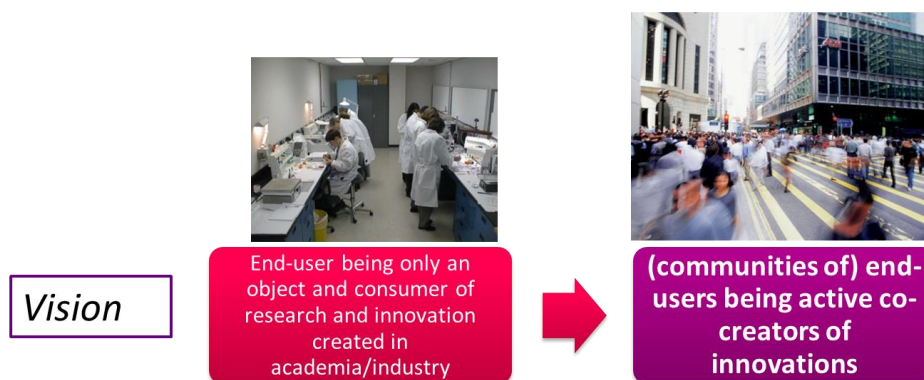 Vision
End-user being only an
object and consumer of
research and innovation
created in
academia/industry
(communities of) end-
users being active co-
creators of
innovations